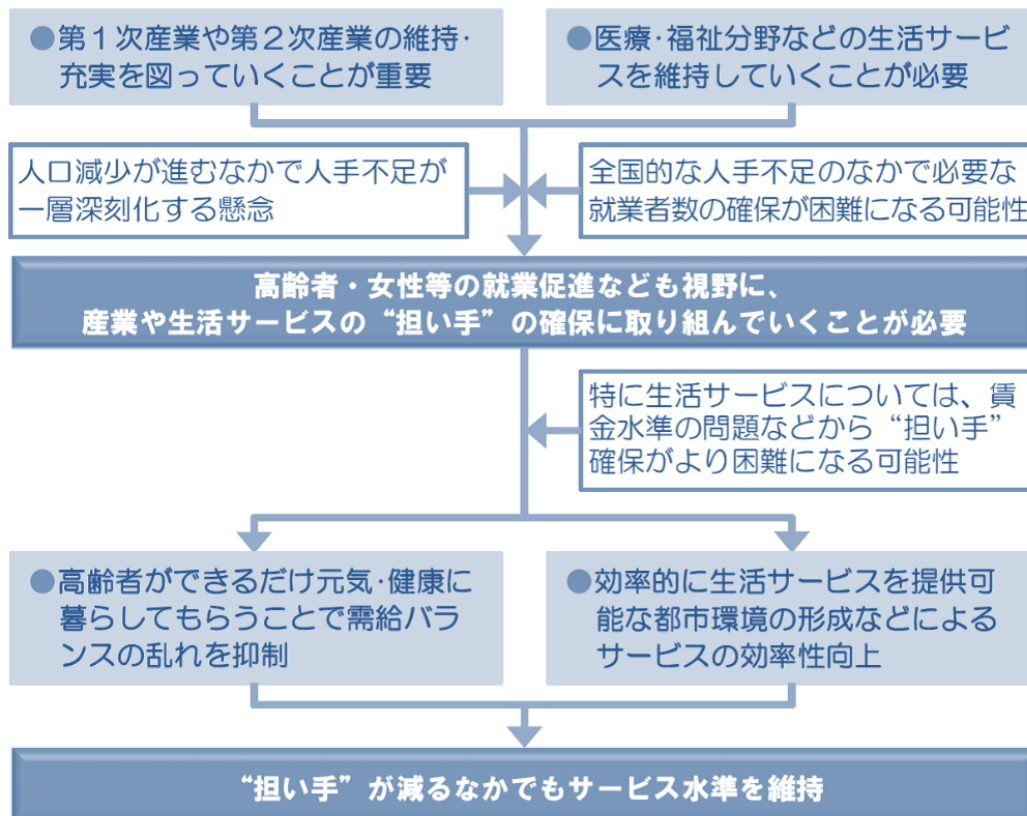 ●第１次産業や第２次産業の維持・
充実を図っていくことが重要
●医療・福祉分野などの生活サービ
スを維持していくことが必要
人口減少が進むなかで人手不足が
一層深刻化する懸念
全国的な人手不足のなかで必要な
就業者数の確保が困難になる可能性
高齢者・女性等の就業促進なども視野に、
産業や生活サービスの“担い手”の確保に取り組んでいくことが必要
特に生活サービスについては、賃
金水準の問題などから“担い手”
確保がより困難になる可能性
●高齢者ができるだけ元気・健康に
暮らしてもらうことで需給バラ
ンスの乱れを抑制
●効率的に生活サービスを提供可
能な都市環境の形成などによる
サービスの効率性向上
“担い手”が減るなかでもサービス水準を維持